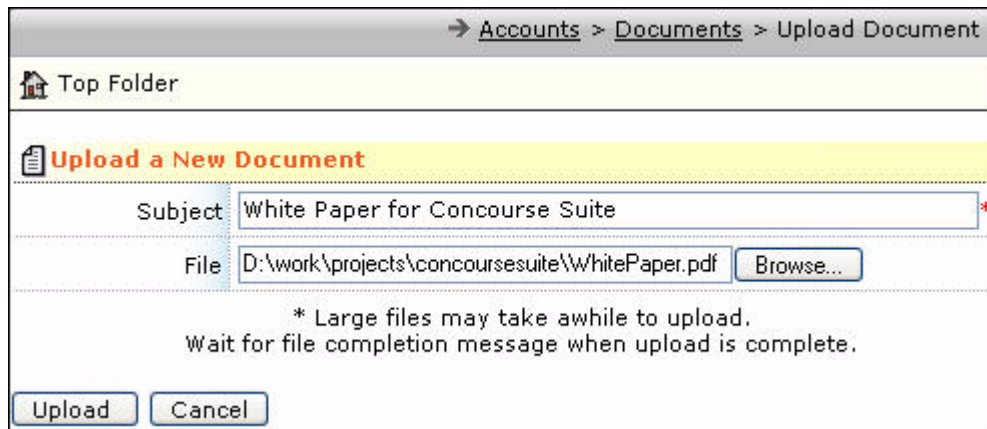 → Accounts > Documents > Upload Document
Top Folder
Upload a New Document
Subject White Paper for Concourse Suite *
File D:\work\projects\concoursesuite\WhitePaper.pdf Browse...
* Large files may take awhile to upload.
Wait for file completion message when upload is complete.
Upload Cancel